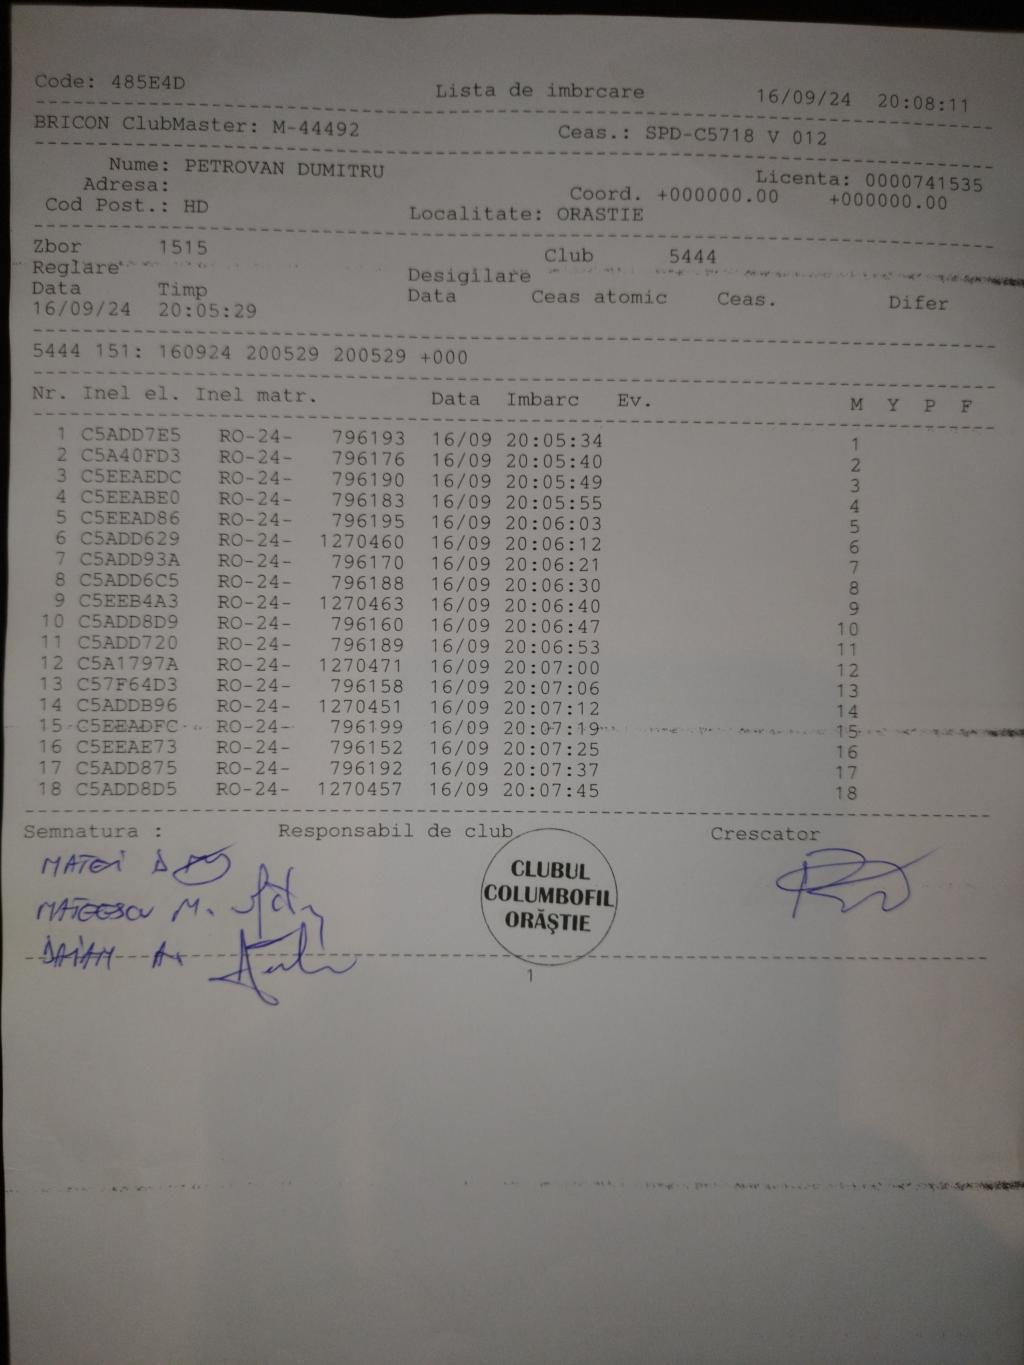 Code: 485E4D Lista de imbrcare 16/09/24 20:08:11
BRICON ClubMaster: M-44492 Ceas.: SPD-C5718 V 012
Nume: PETROVAN DUMITRU Licenta: 0000741535
Adresa: Coord. +000000.00 +000000.00
Cod Post.: HD Localitate: ORASTIE
Zbor 1515 Club 5444
Reglare Desigilare
Data Timp Data Ceas atomic Ceas. Difer
16/09/24 20:05:29
5444 151: 160924 200529 200529 +000
Nr. Inel el. Inel matr. Data Imbarc Ev. M Y P F
1 C5ADD7E5 RO-24- 796193 16/09 20:05:34 1
2 C5A40FD3 RO-24- 796176 16/09 20:05:40 2
3 C5EEAEDC RO-24- 796190 16/09 20:05:49 3
4 C5EEABE0 RO-24- 796183 16/09 20:05:55 4
5 C5EEAD86 RO-24- 796195 16/09 20:06:03 5
6 C5ADD629 RO-24- 1270460 16/09 20:06:12 6
7 C5ADD93A RO-24- 796170 16/09 20:06:21 7
8 C5ADD6C5 RO-24- 796188 16/09 20:06:30 8
9 C5EEB4A3 RO-24- 1270463 16/09 20:06:40 9
10 C5ADD8D9 RO-24- 796160 16/09 20:06:47 10
11 C5ADD720 RO-24- 796189 16/09 20:06:53 11
12 C5A1797A RO-24- 1270471 16/09 20:07:00 12
13 C57F64D3 RO-24- 796158 16/09 20:07:06 13
14 C5ADDB96 RO-24- 1270451 16/09 20:07:12 14
15 C5EEADFC RO-24- 796199 16/09 20:07:19 15
16 C5EEAE73 RO-24- 796152 16/09 20:07:25 16
17 C5ADD875 RO-24- 796192 16/09 20:07:37 17
18 C5ADD8D5 RO-24- 1270457 16/09 20:07:45 18
Semnatura : Responsabil de club Crescator
MATEI D
MATEESCU M.
DAIAM A
CLUBUL
COLUMBOFIL
ORĂŞTIE
1